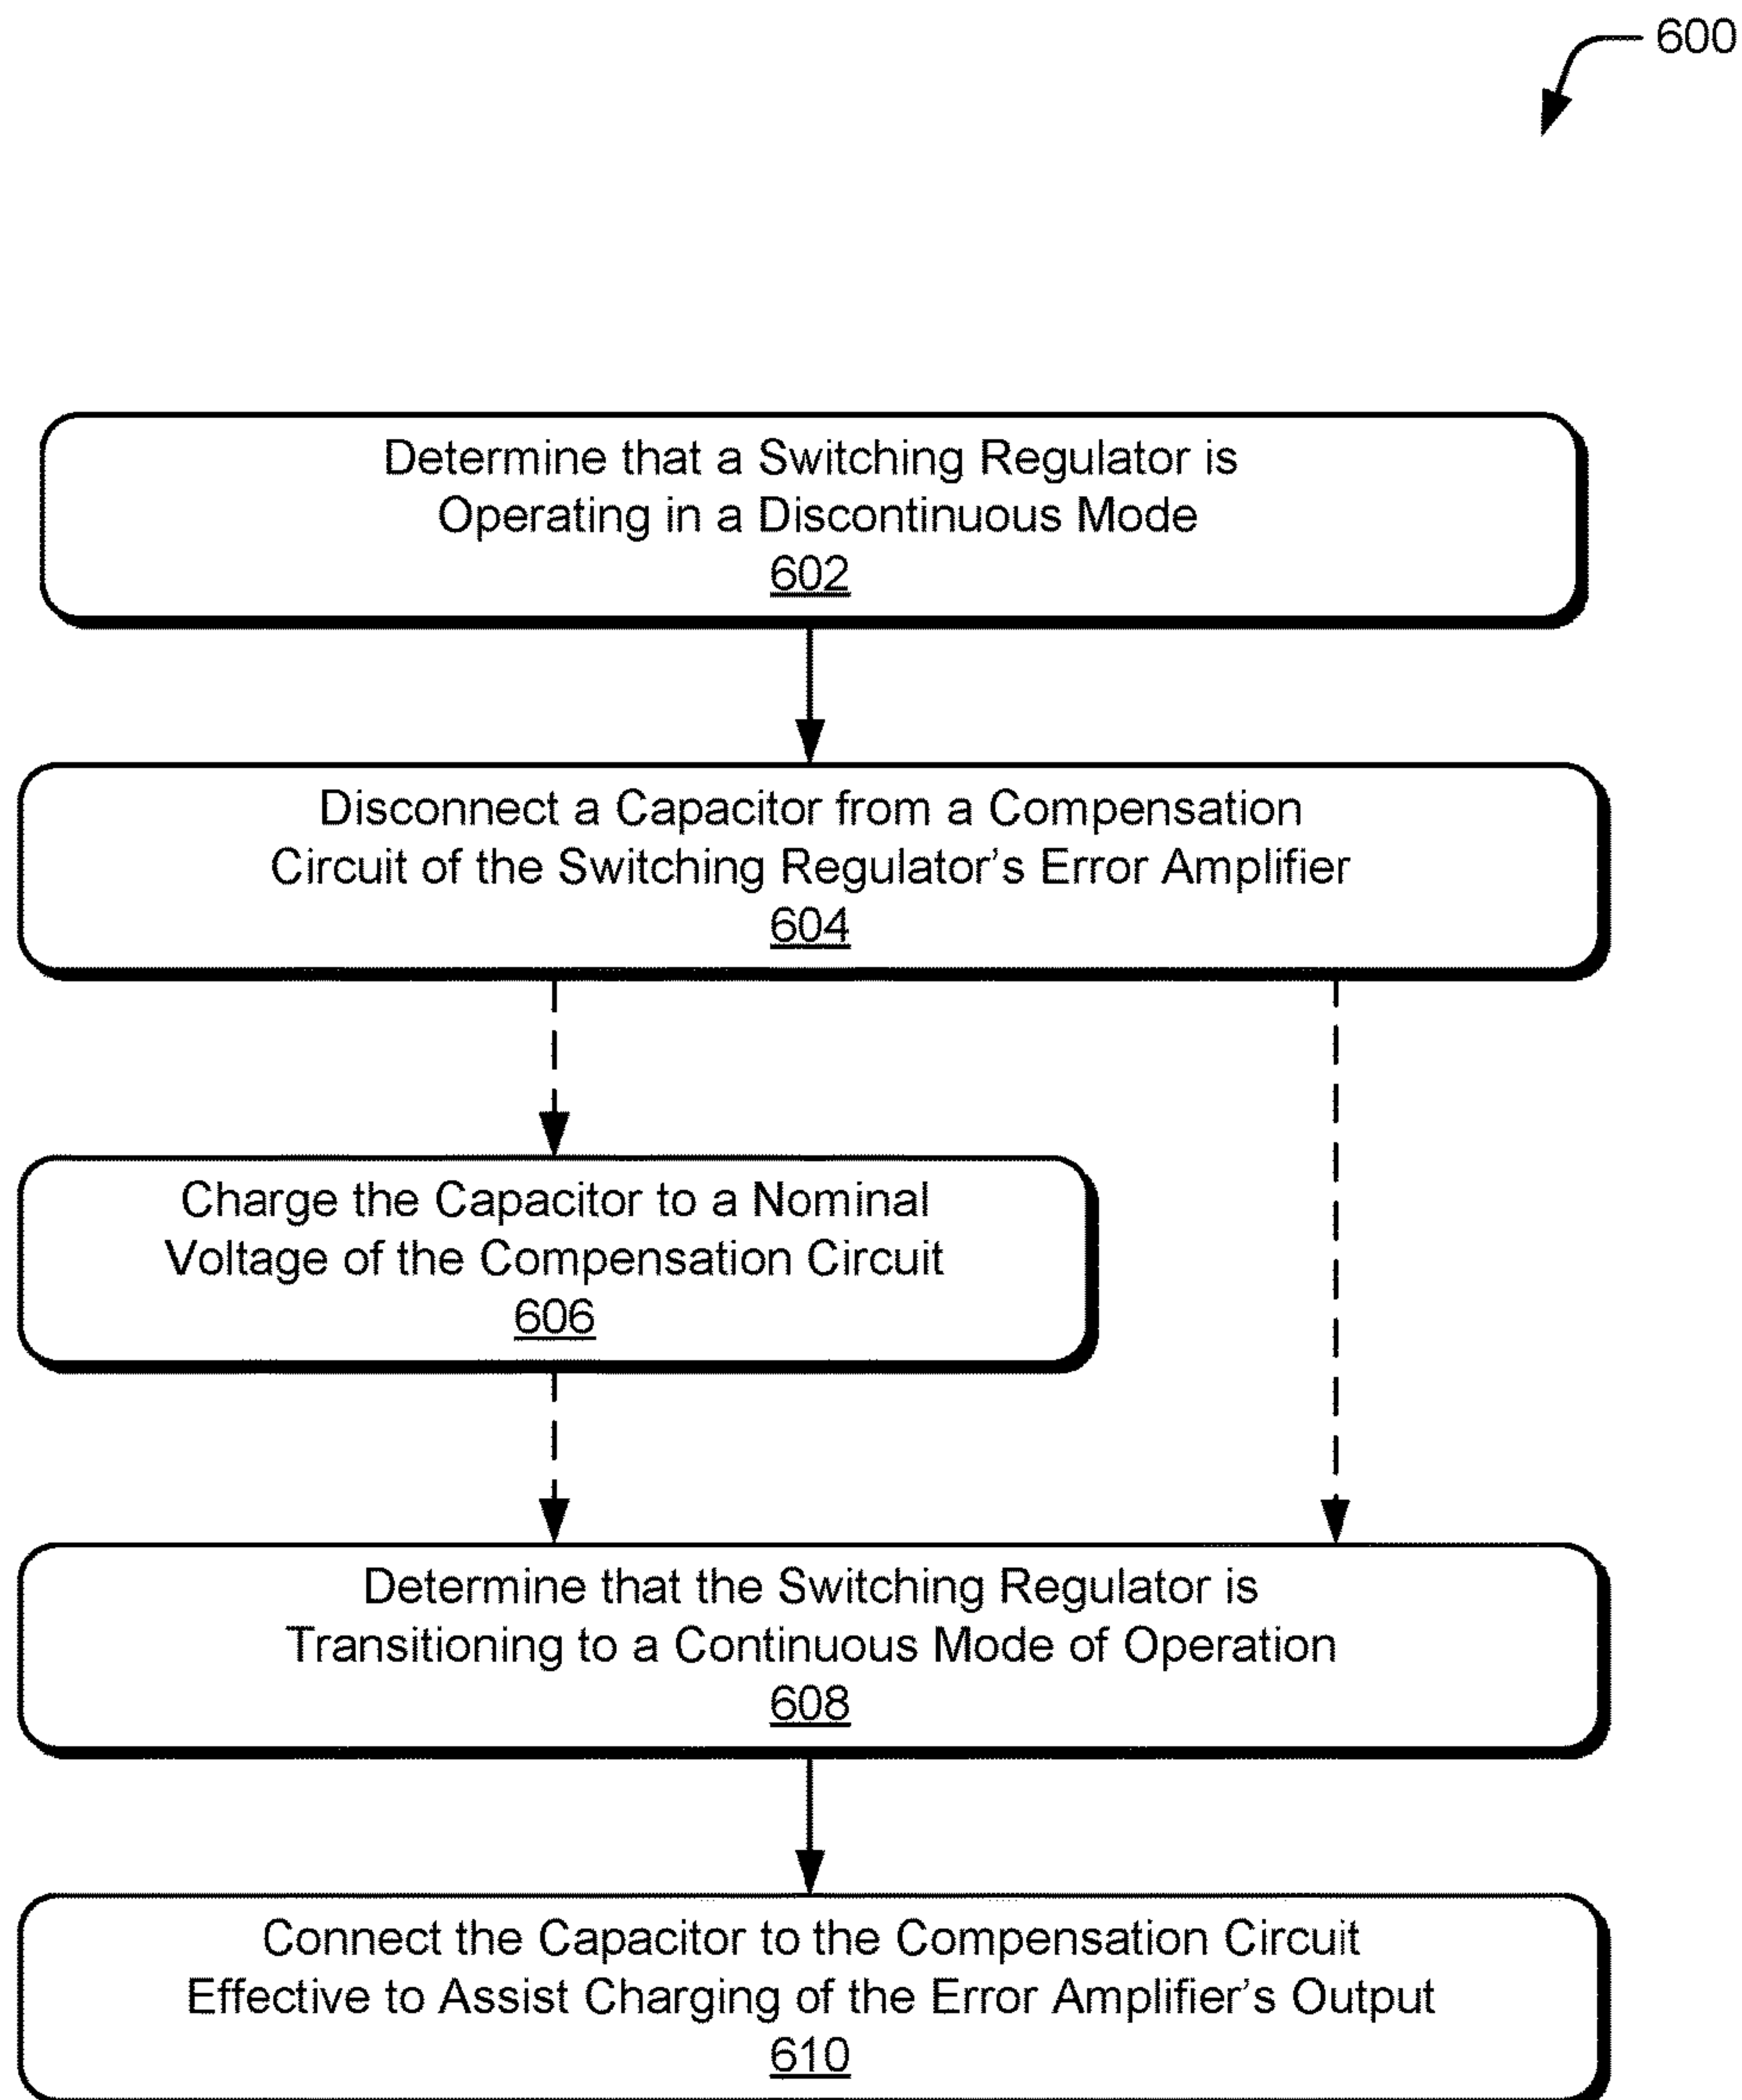 600
Determine that a Switching Regulator is
Operating in a Discontinuous Mode
602
Disconnect a Capacitor from a Compensation
Circuit of the Switching Regulator’s Error Amplifier
604
Charge the Capacitor to a Nominal
Voltage of the Compensation Circuit
606
Determine that the Switching Regulator is
Transitioning to a Continuous Mode of Operation
608
Connect the Capacitor to the Compensation Circuit
Effective to Assist Charging of the Error Amplifier’s Output
610